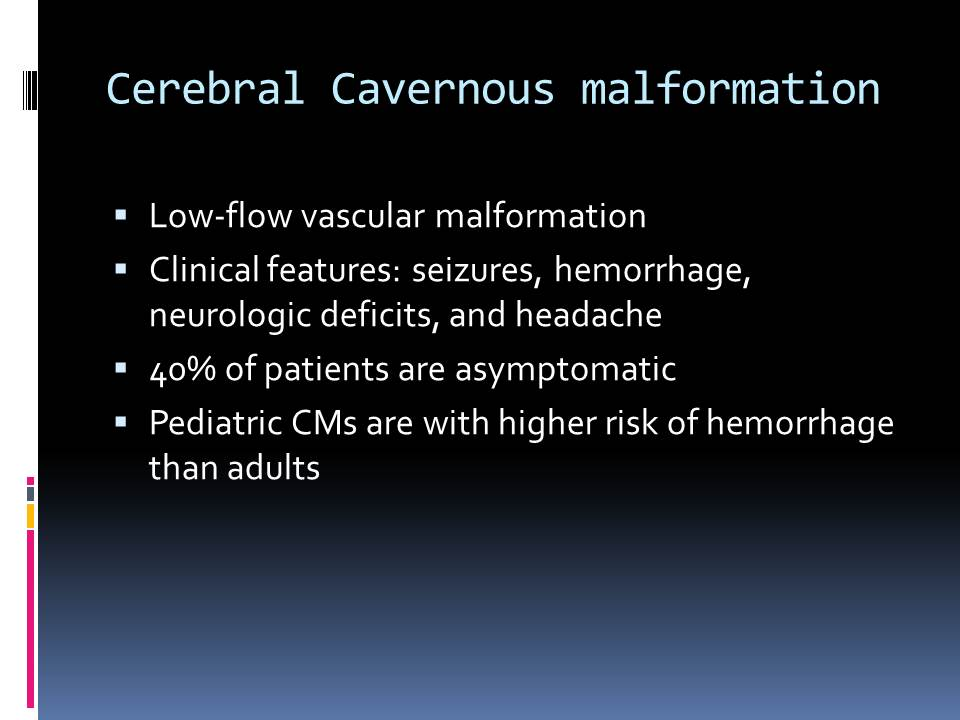 Cerebral Cavernous malformation
▪ Low-flow vascular malformation
▪ Clinical features: seizures, hemorrhage,
neurologic deficits, and headache
▪ 40% of patients are asymptomatic
▪ Pediatric CMs are with higher risk of hemorrhage
than adults